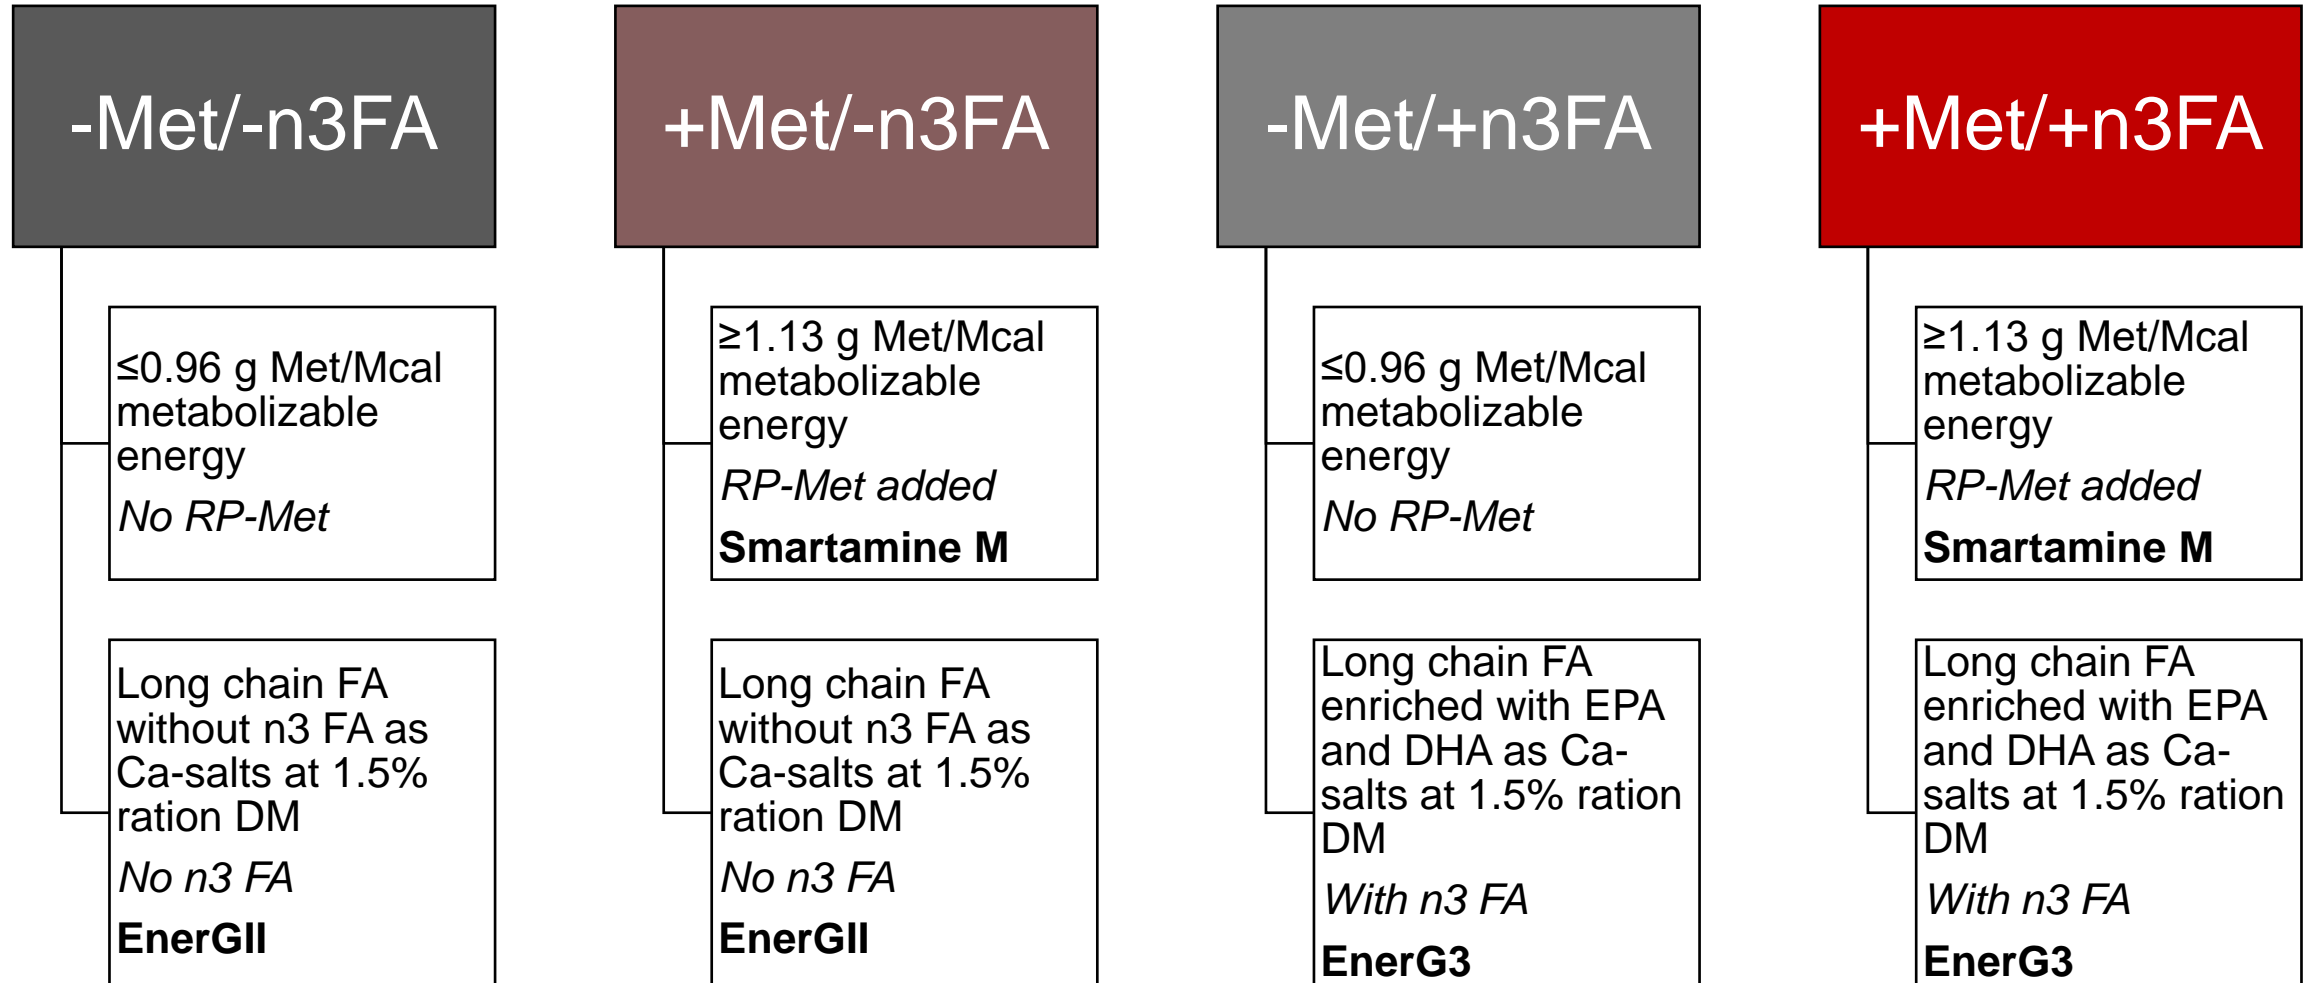 -Met/-n3FA
≤0.96 g Met/Mcal
metabolizable
energy
No RP-Met
Long chain FA
without n3 FA as
Ca-salts at 1.5%
ration DM
No n3 FA
EnerGII
+Met/-n3FA
≥1.13 g Met/Mcal
metabolizable
energy
RP-Met added
Smartamine M
Long chain FA
without n3 FA as
Ca-salts at 1.5%
ration DM
No n3 FA
EnerGII
-Met/+n3FA
≤0.96 g Met/Mcal
metabolizable
energy
No RP-Met
Long chain FA
enriched with EPA
and DHA as Ca-
salts at 1.5% ration
DM
With n3 FA
EnerG3
+Met/+n3FA
≥1.13 g Met/Mcal
metabolizable
energy
RP-Met added
Smartamine M
Long chain FA
enriched with EPA
and DHA as Ca-
salts at 1.5% ration
DM
With n3 FA
EnerG3